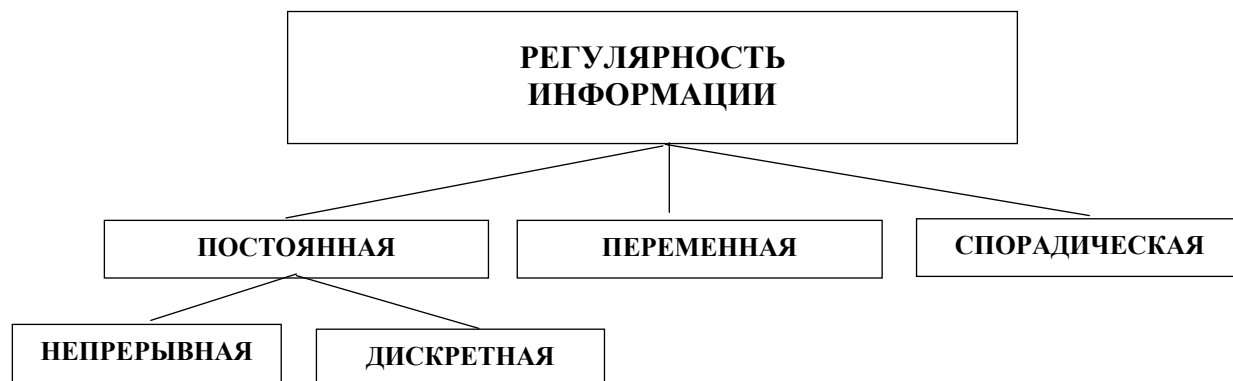 РЕГУЛЯРНОСТЬ
ИНФОРМАЦИИ
ПОСТОЯННАЯ
ПЕРЕМЕННАЯ
СПОРАДИЧЕСКАЯ
НЕПРЕРЫВНАЯ
ДИСКРЕТНАЯ